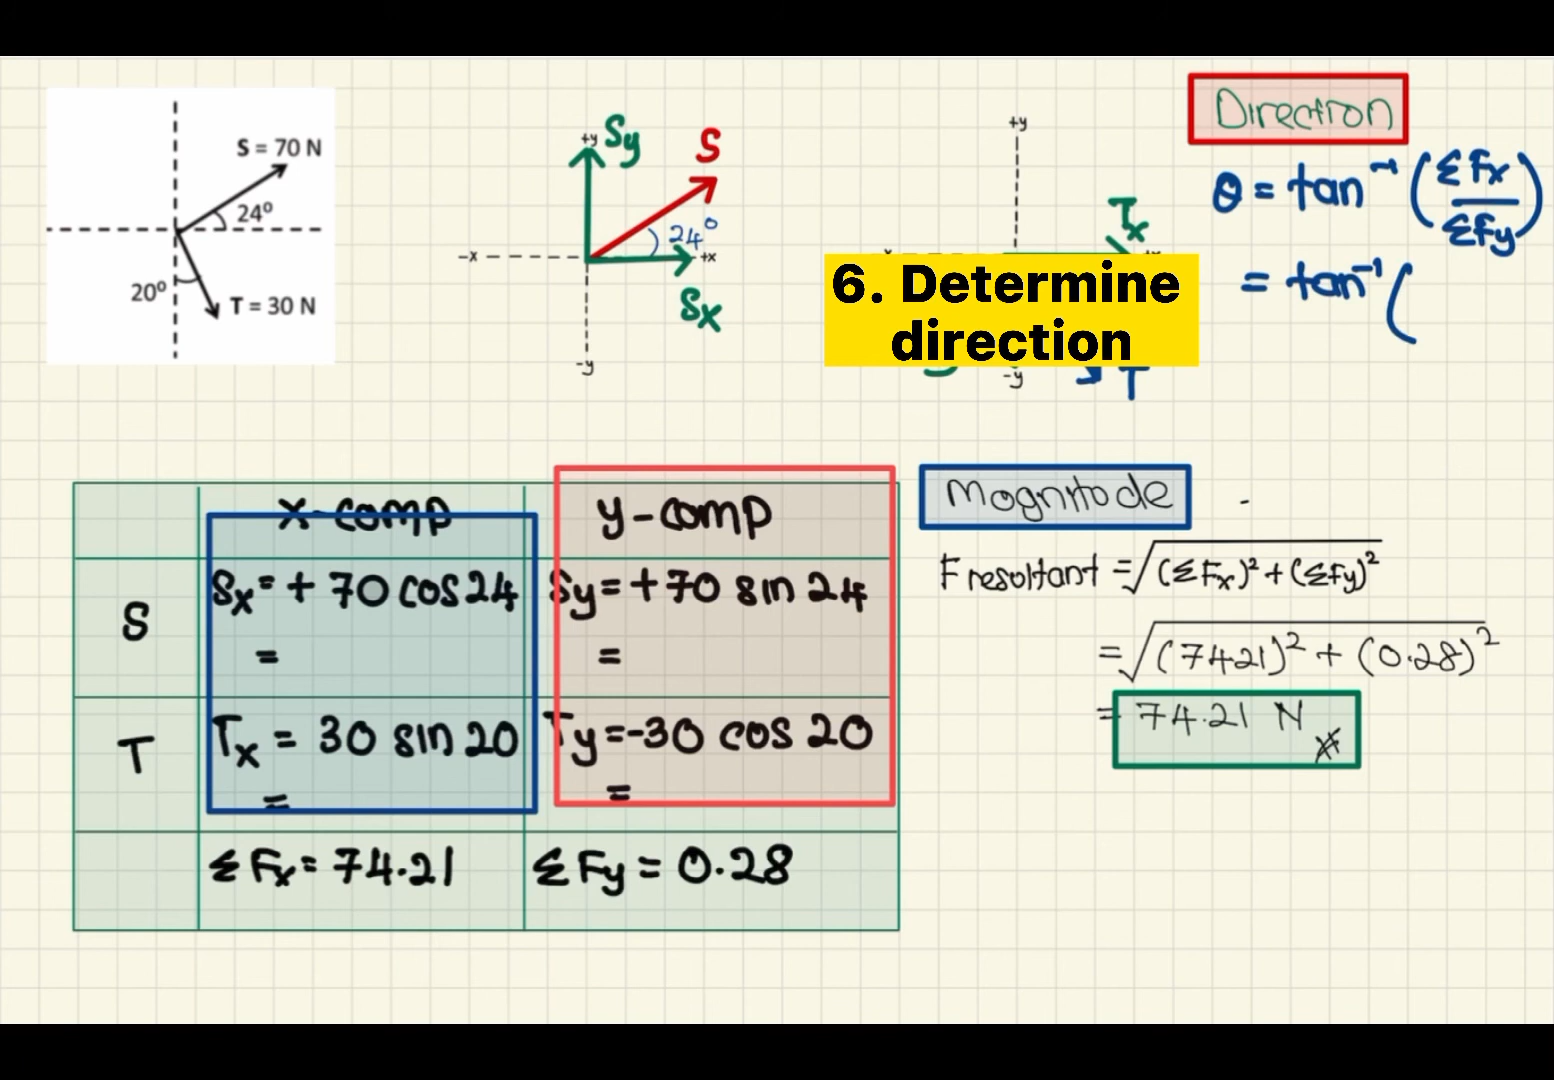 S = 70 N
24⁰
20⁰
T = 30 N
+y
Sy
S
24°
-x
+x
Sx
-y
+y
Tx
-y
T
6. Determine
direction
Direction
θ = tan⁻¹ (ΣFx/ΣFy)
= tan⁻¹ (
x-comp y-comp
S
Sx = + 70 cos 24 Sy = +70 sin 24
= =
T
Tx = 30 sin 20 Ty = -30 cos 20
= =
ΣFx = 74.21 ΣFy = 0.28
Magnitude
F resultant = √(ΣFx)² + (ΣFy)²
= √(74.21)² + (0.28)²
= 74.21 N